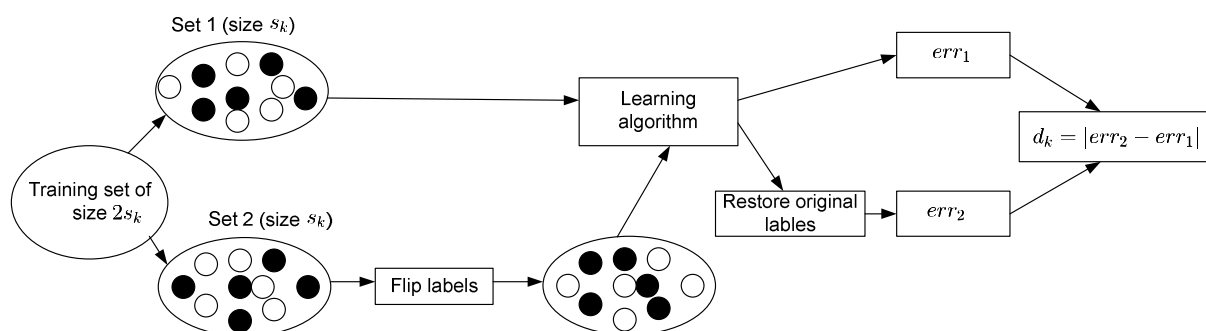 Set 1 (size $s_k$)
Training set of
size $2s_k$
Set 2 (size $s_k$)
Flip labels
Learning
algorithm
Restore original
lables
$err_1$
$err_2$
$d_k = |err_2 - err_1|$